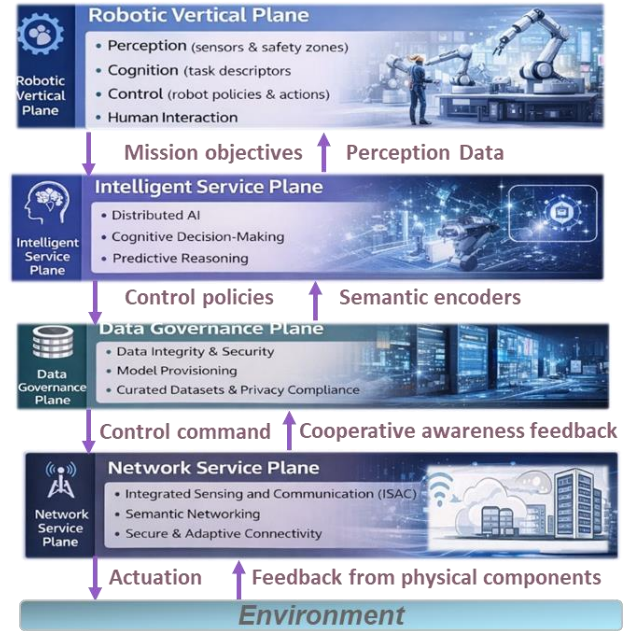 Robotic Vertical Plane
Robotic
Vertical
Plane
• Perception (sensors & safety zones)
• Cognition (task descriptors
• Control (robot policies & actions)
• Human Interaction
Mission objectives
Perception Data
Intelligent Service Plane
Intelligent
Service
Plane
• Distributed AI
• Cognitive Decision-Making
• Predictive Reasoning
Control policies
Semantic encoders
Data Governance Plane
Data
Governance
Plane
• Data Integrity & Security
• Model Provisioning
• Curated Datasets & Privacy Compliance
Control command
Cooperative awareness feedback
Network Service Plane
Network
Service
Plane
• Integrated Sensing and Communication (ISAC)
• Semantic Networking
• Secure & Adaptive Connectivity
Actuation
Feedback from physical components
Environment